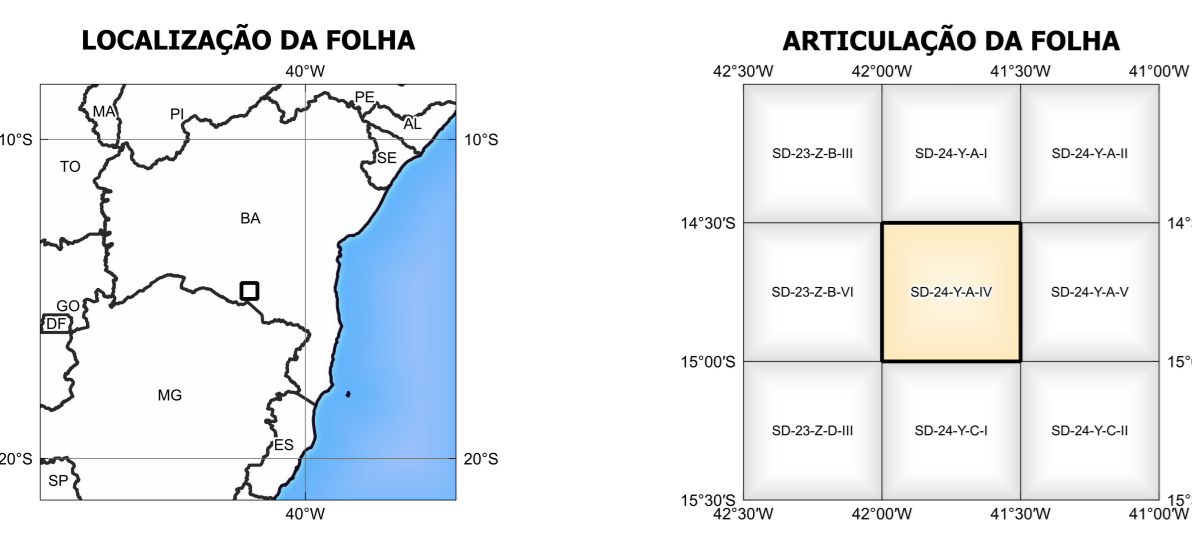 LOCALIZAÇÃO DA FOLHA
40°W
MA
PI
PE
AL
10°S
10°S
SE
TO
BA
GO
DF
MG
ES
20°S
20°S
SP
40°W
ARTICULAÇÃO DA FOLHA
42°30'W 42°00'W 41°30'W 41°00'W
SD-23-Z-B-III SD-24-Y-A-I SD-24-Y-A-II
14°30'S 14°
SD-23-Z-B-VI SD-24-Y-A-IV SD-24-Y-A-V
15°00'S 15°
SD-23-Z-D-III SD-24-Y-C-I SD-24-Y-C-II
15°30'S 15°
42°30'W 42°00'W 41°30'W 41°00'W